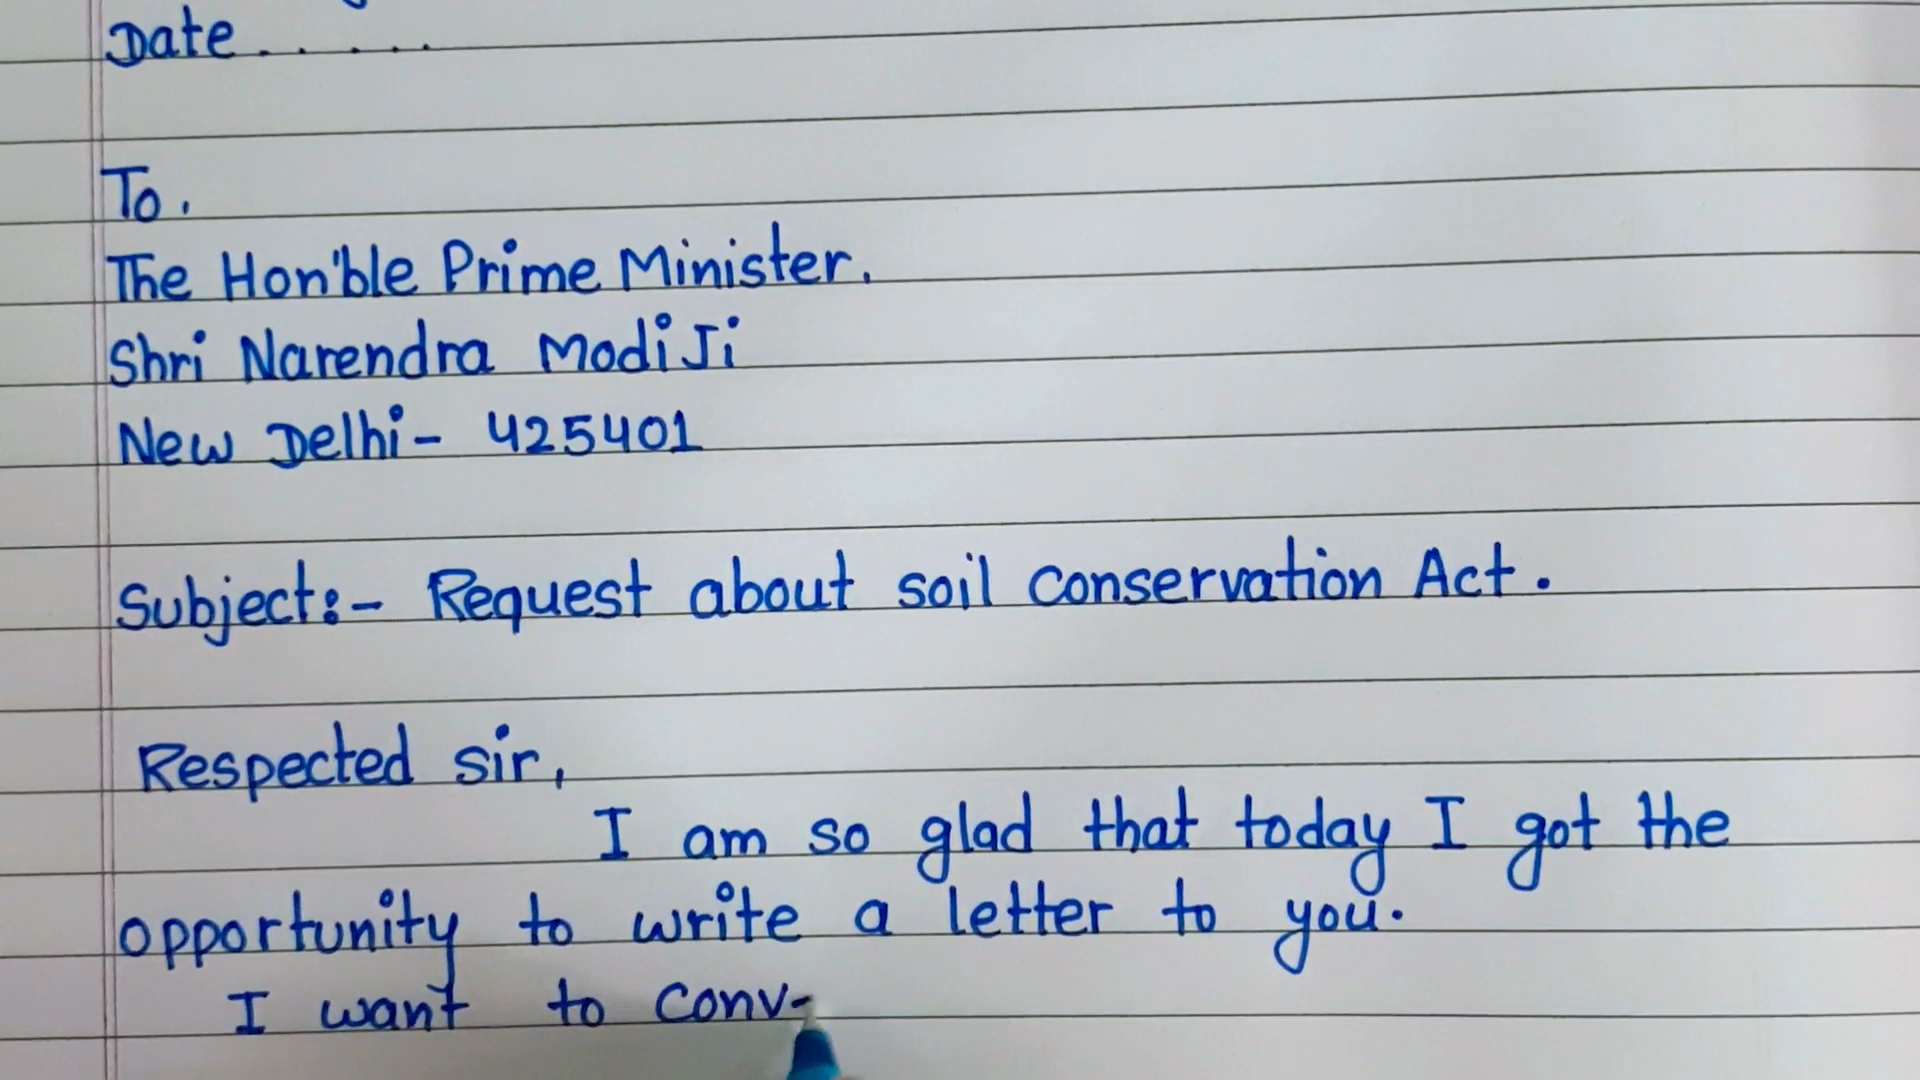 Date . . . . .
To.
The Hon'ble Prime Minister.
Shri Narendra Modi Ji
New Delhi - 425401
Subject:- Request about soil conservation Act.
Respected sir,
I am so glad that today I got the
opportunity to write a letter to you.
I want to conv